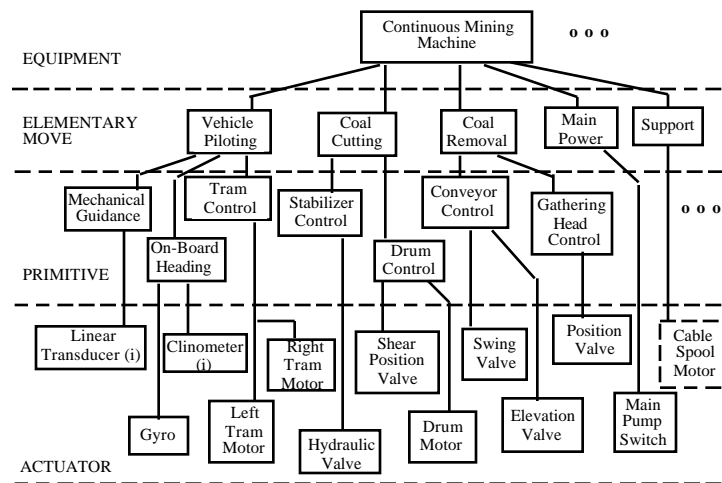 Continuous Mining
Machine
o o o
EQUIPMENT
ELEMENTARY
MOVE
Vehicle
Piloting
Coal
Cutting
Coal
Removal
Main
Power
Support
Mechanical
Guidance
Tram
Control
Stabilizer
Control
Conveyor
Control
Gathering
Head
Control
o o o
On-Board
Heading
Drum
Control
PRIMITIVE
Linear
Transducer (i)
Clinometer
(i)
Right
Tram
Motor
Shear
Position
Valve
Swing
Valve
Position
Valve
Cable
Spool
Motor
Gyro
Left
Tram
Motor
Hydraulic
Valve
Drum
Motor
Elevation
Valve
Main
Pump
Switch
ACTUATOR